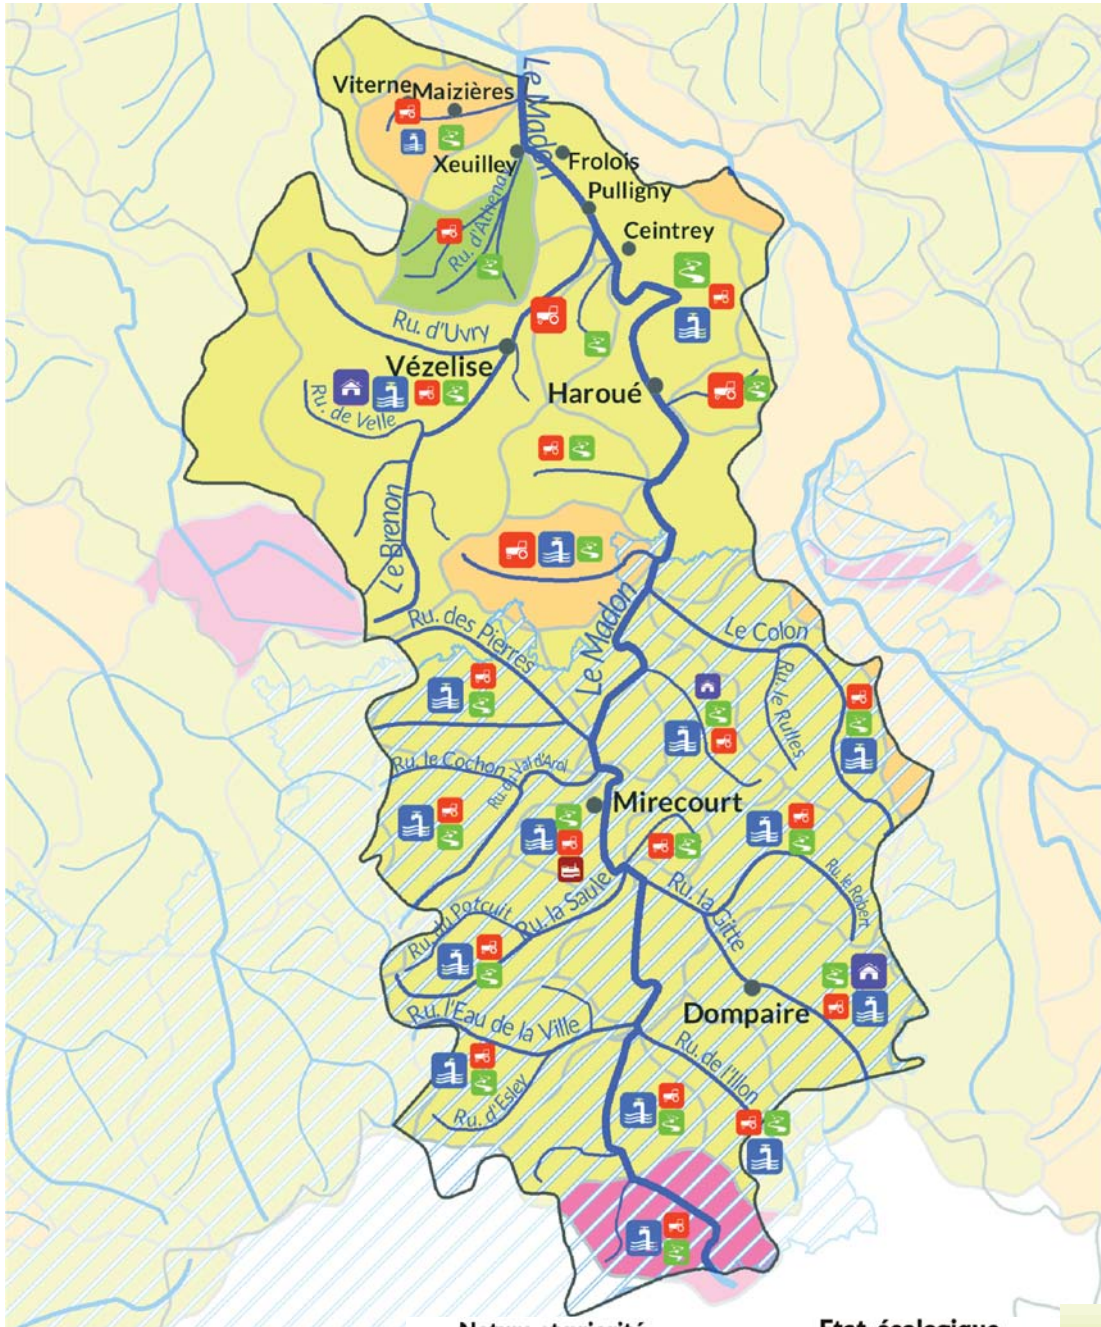 Viterne
Maizières
Le Madon
Xeuilley
Frolois
Pulligny
Ru. d'Athenay
Ceintrey
Ru. d'Uvry
Vézelise
Haroué
Ru. de Velle
Le Brenon
Le Madon
Ru. des Pierres
Le Colon
Ru. le Rulles
Ru. le Cochon
Ru. du Val d'Arol
Mirecourt
Ru. la Saule
Ru. la Gitte
Ru. le Robert
Ru. du Potcuit
Dompaire
Ru. l'Eau de la Ville
Ru. de l'Illon
Ru. d'Esley
Etat écologique